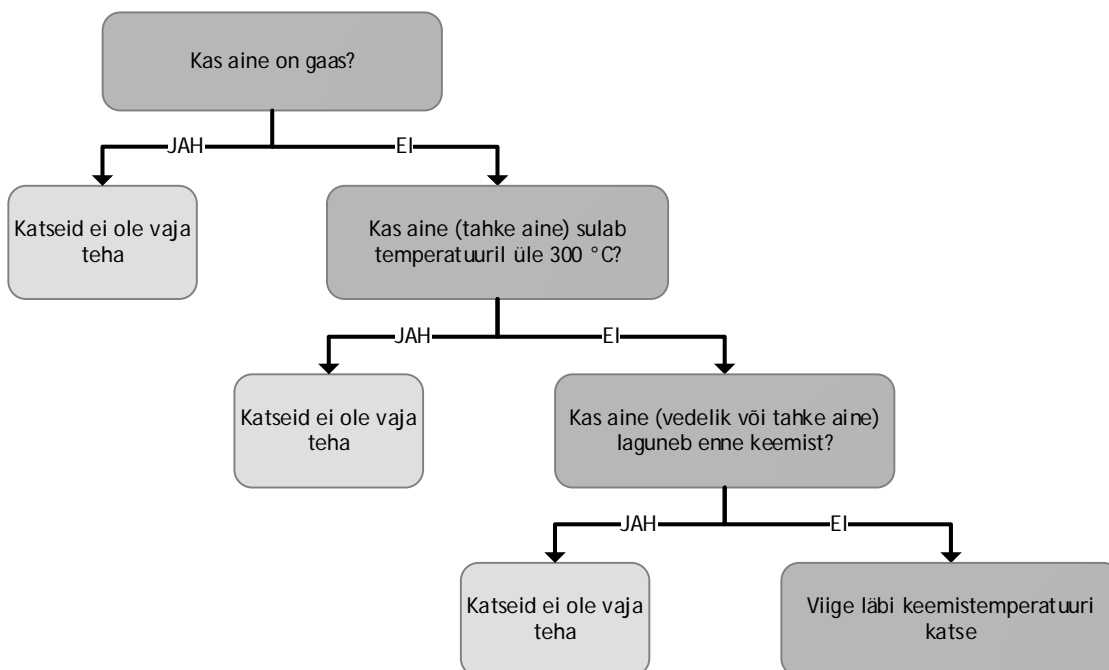 Kas aine on gaas?
JAH
EI
Katseid ei ole vaja
teha
Kas aine (tahke aine) sulab
temperatuuril üle 300 °C?
JAH
EI
Katseid ei ole vaja
teha
Kas aine (vedelik või tahke aine)
laguneb enne keemist?
JAH
EI
Katseid ei ole vaja
teha
Viige läbi keemistemperatuuri
katse